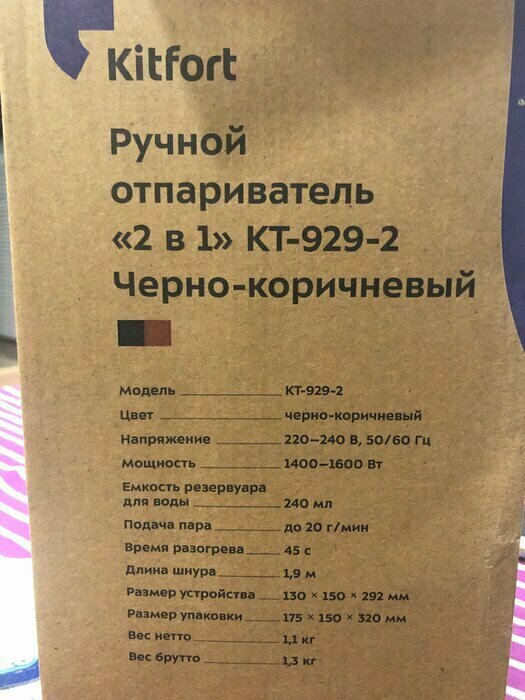 Kitfort
Ручной
отпариватель
«2 в 1» КТ-929-2
Черно-коричневый
Модель КТ-929-2
Цвет черно-коричневый
Напряжение 220–240 В, 50/60 Гц
Мощность 1400–1600 Вт
Емкость резервуара
для воды 240 мл
Подача пара до 20 г/мин
Время разогрева 45 с
Длина шнура 1,9 м
Размер устройства 130 × 150 × 292 мм
Размер упаковки 175 × 150 × 320 мм
Вес нетто 1,1 кг
Вес брутто 1,3 кг